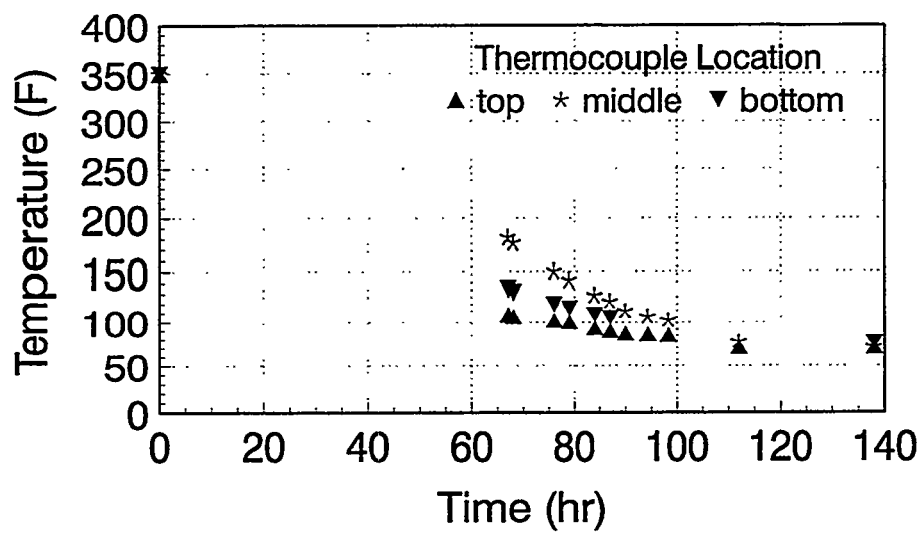 Temperature (F)
400
350
300
250
200
150
100
50
0
Thermocouple Location
▲ top ✳ middle ▼ bottom
0 20 40 60 80 100 120 140
Time (hr)